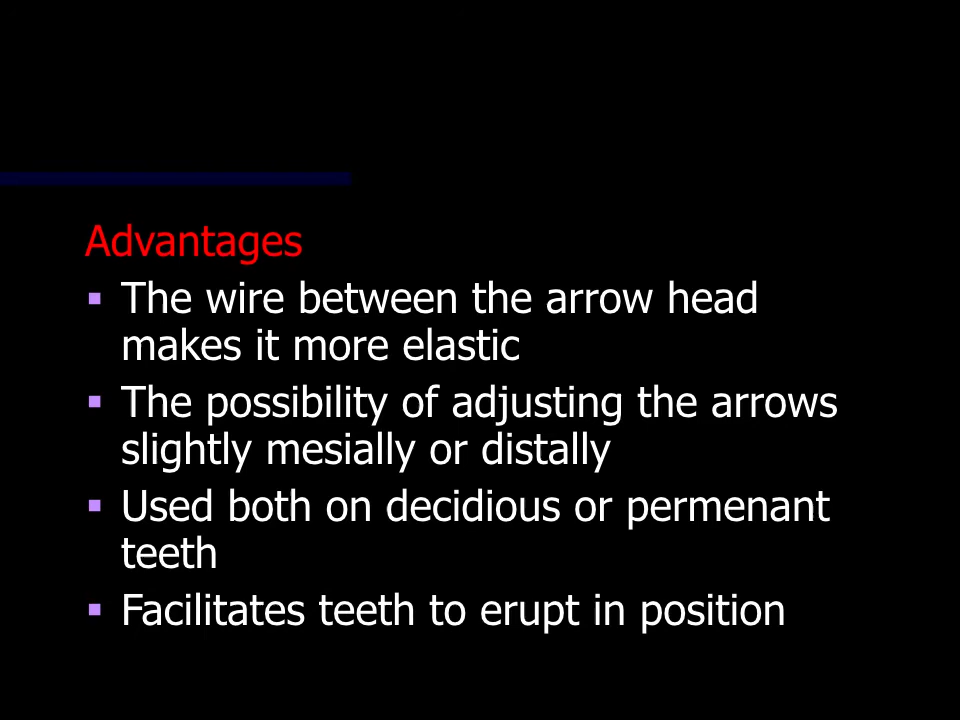 Advantages
▪ The wire between the arrow head
makes it more elastic
▪ The possibility of adjusting the arrows
slightly mesially or distally
▪ Used both on decidious or permenant
teeth
▪ Facilitates teeth to erupt in position